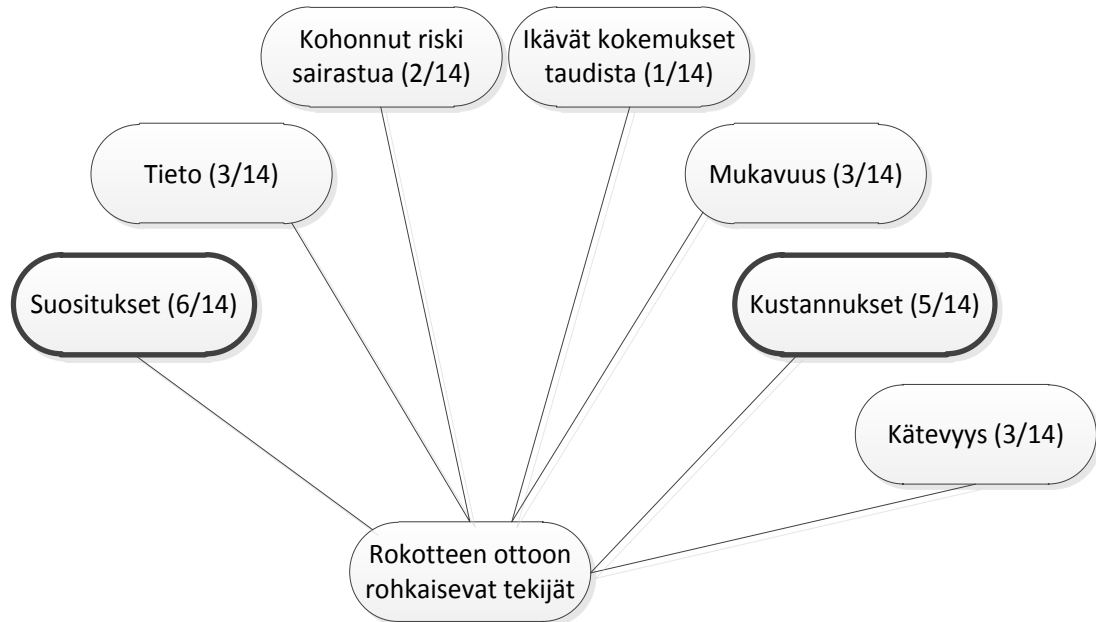 Kohonnut riski
sairastua (2/14)
Ikävät kokemukset
taudista (1/14)
Tieto (3/14)
Mukavuus (3/14)
Suositukset (6/14)
Kustannukset (5/14)
Kätevyys (3/14)
Rokotteen ottoon
rohkaisevat tekijät